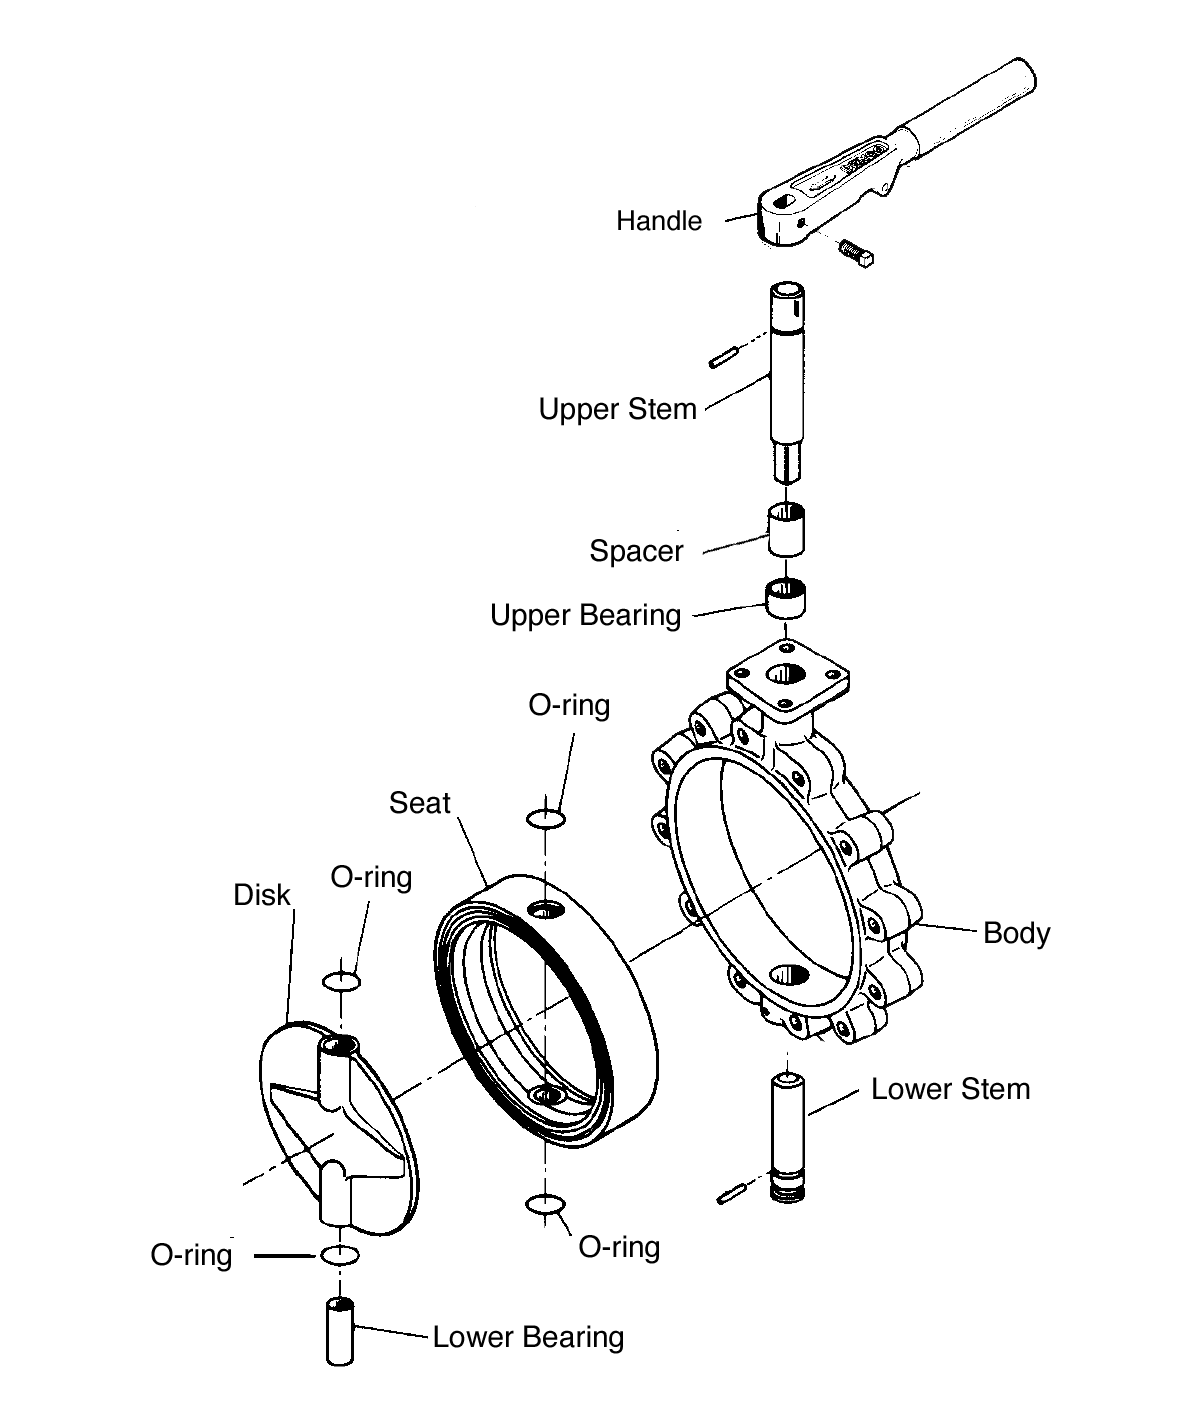 Handle
Upper Stem
Spacer
Upper Bearing
O-ring
Seat
O-ring
Disk
Body
Lower Stem
O-ring
O-ring
Lower Bearing